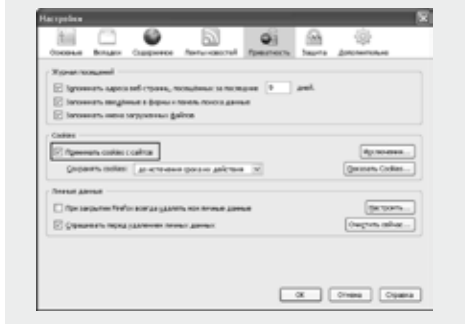 Настройки
Основные Вкладки Содержимое Ленты новостей Приватность Защита Дополнительно
Журнал посещений
Запоминать адреса веб-страниц, посещённых за последние 9 дней.
Запоминать вводимые в формы и панель поиска данные
Запоминать имена загруженных файлов
Cookies
Принимать cookies с сайтов
Исключения...
Сохранять cookies: до истечения срока их действия
Показать Cookies...
Личные данные
При закрытии Firefox всегда удалять мои личные данные
Настроить...
Спрашивать перед удалением личных данных
Очистить сейчас...
OK Отмена Справка